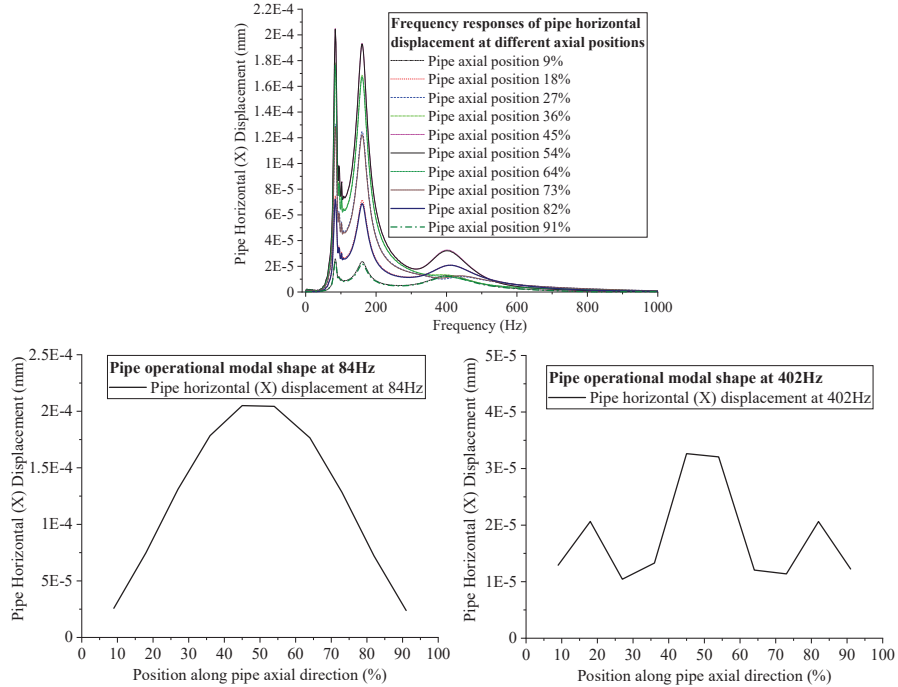 2.2E-4
2E-4
1.8E-4
1.6E-4
1.4E-4
1.2E-4
1E-4
8E-5
6E-5
4E-5
2E-5
0
Pipe Horizontal (X) Displacement (mm)
Frequency responses of pipe horizontal
displacement at different axial positions
Pipe axial position 9%
Pipe axial position 18%
Pipe axial position 27%
Pipe axial position 36%
Pipe axial position 45%
Pipe axial position 54%
Pipe axial position 64%
Pipe axial position 73%
Pipe axial position 82%
Pipe axial position 91%
0 200 400 600 800 1000
Frequency (Hz)
2.5E-4
2E-4
1.5E-4
1E-4
5E-5
0
Pipe Horizontal (X) Displacement (mm)
Pipe operational modal shape at 84Hz
Pipe horizontal (X) displacement at 84Hz
0 10 20 30 40 50 60 70 80 90 100
Position along pipe axial direction (%)
5E-5
4E-5
3E-5
2E-5
1E-5
0
Pipe Horizontal (X) Displacement (mm)
Pipe operational modal shape at 402Hz
Pipe horizontal (X) displacement at 402Hz
0 10 20 30 40 50 60 70 80 90 100
Position along pipe axial direction (%)